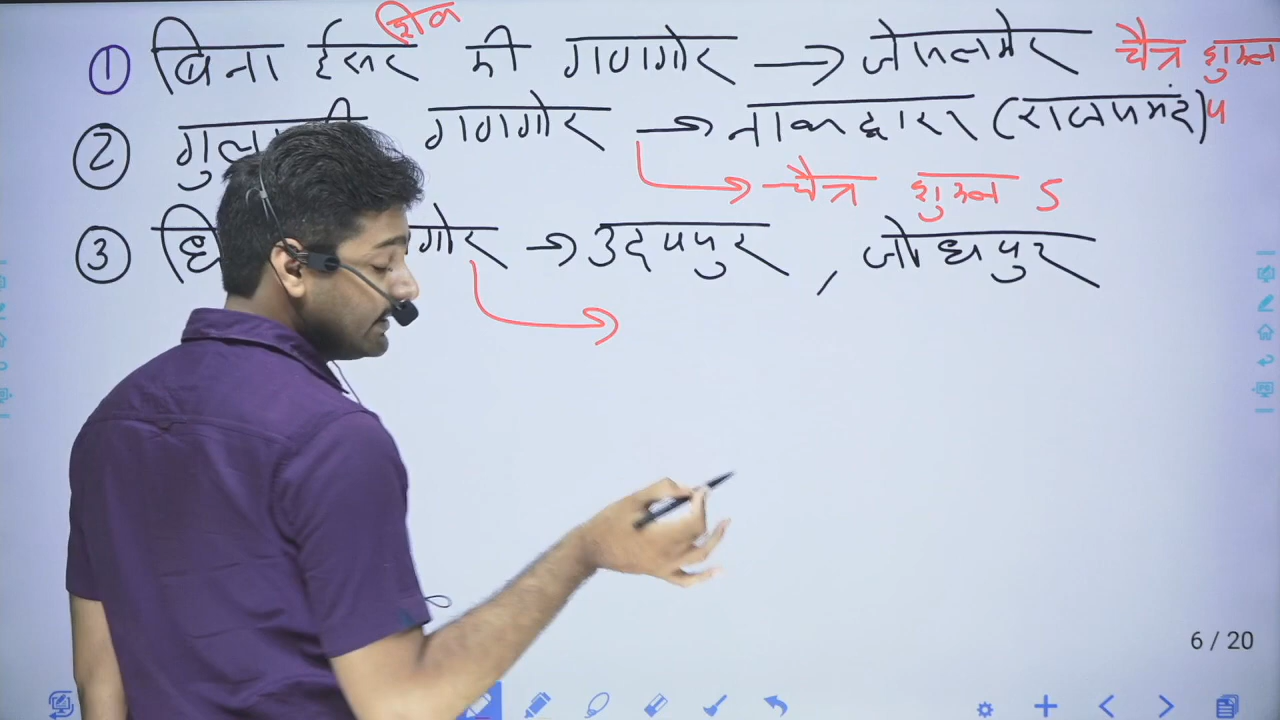 शिव
① बिना ईसर की गणगौर → जैसलमेर चैत्र शुक्ल
② गणगौर → नाथद्वारा (राजसमंद) 4
→ चैत्र शुक्ल 5
③ → उदयपुर, जोधपुर
6 / 20